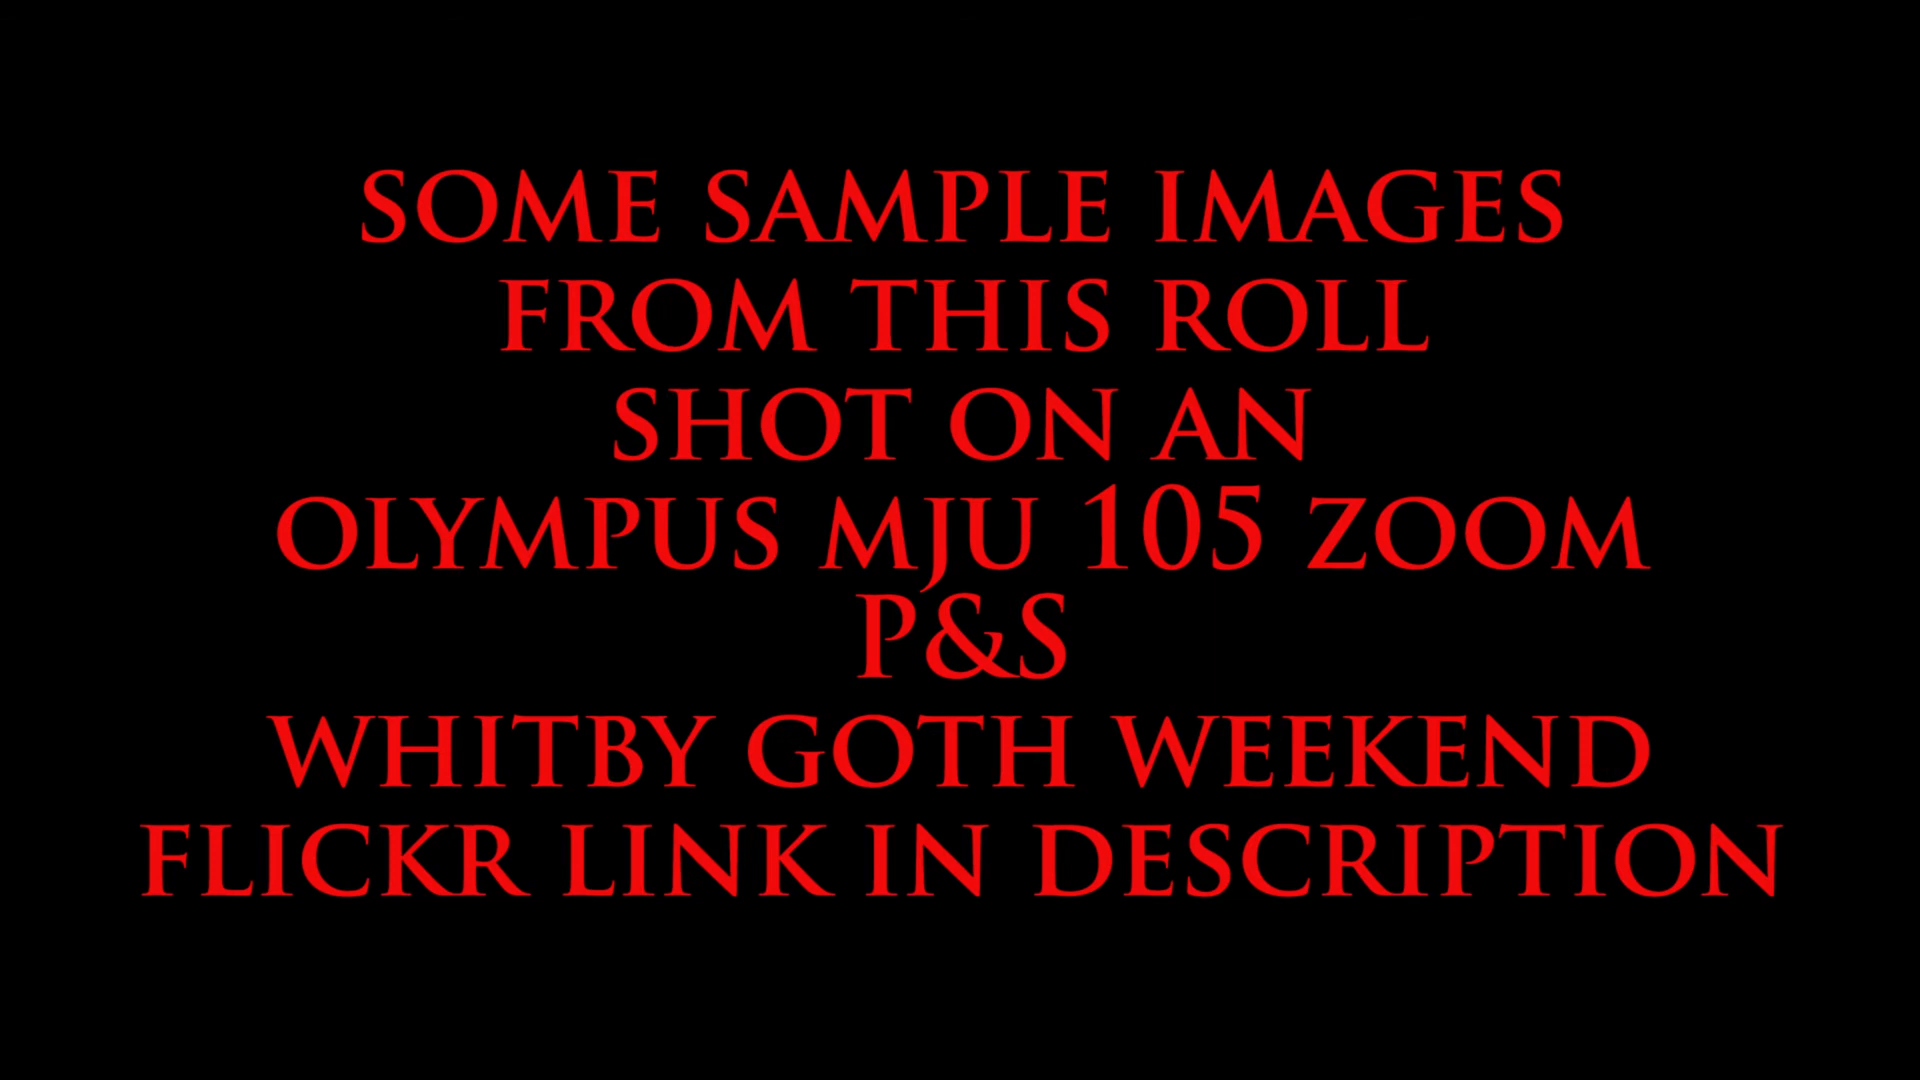 SOME SAMPLE IMAGES
FROM THIS ROLL
SHOT ON AN
OLYMPUS MJU 105 ZOOM
P&S
WHITBY GOTH WEEKEND
FLICKR LINK IN DESCRIPTION